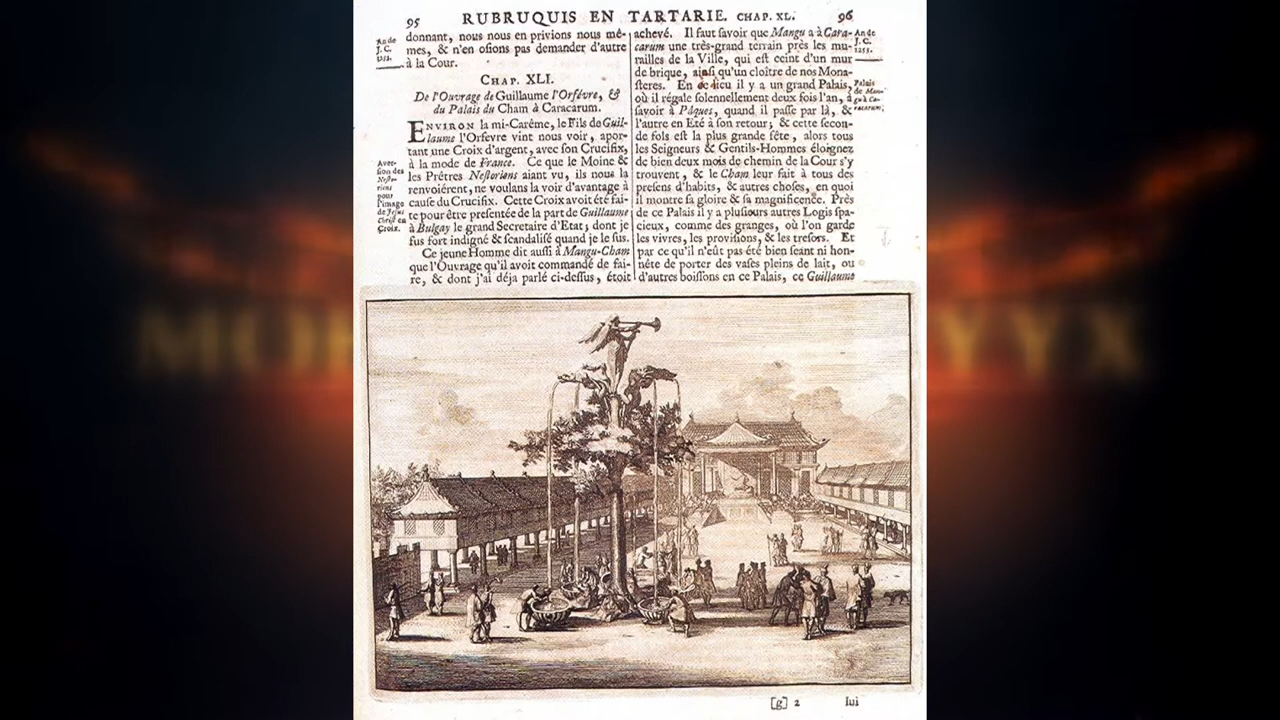 95
RUBRUQUIS EN TARTARIE. CHAP. XL.
96
An de
J. C.
donnant, nous nous en privions nous mê-
mes, & n'en oſions pas demander d'autre
à la Cour.
CHAP. XLI.
De l'Ouvrage de Guillaume l'Orfévre, &
du Palais du Cham à Caracarum.
ENVIRON la mi-Carême, le Fils de Guil-
laume l'Orfevre vint nous voir, apor-
tant une Croix d'argent, avec ſon Crucifix,
à la mode de France. Ce que le Moine &
les Prêtres Neſtoriens aiant vu, ils nous la
renvoiérent, ne voulans la voir d'avantage à
cauſe du Crucifix. Cette Croix avoit été fai-
te pour être preſentée de la part de Guillaume
à Bulgay le grand Secretaire d'Etat; dont je
fus fort indigné & ſcandaliſé quand je le ſus.
Ce jeune Homme dit auſſi à Mangu-Cham
que l'Ouvrage qu'il avoit commandé de fai-
re, & dont j'ai déja parlé ci-deſſus, étoit
Aver-
ſion des
Neſto-
riens
pour
l'image
de Jeſus
Chriſt en
Croix.
achevé. Il faut ſavoir que Mangu a à Cara-
carum une très-grand terrain près les mu-
railles de la Ville, qui eſt ceint d'un mur
de brique, ainſi qu'un cloître de nos Mona-
ſteres. En ce lieu il y a un grand Palais,
où il régale ſolennellement deux fois l'an, à
ſavoir à Pâques, quand il paſſe par là, &
l'autre en Eté à ſon retour; & cette ſecon-
de fois eſt la plus grande fête, alors tous
les Seigneurs & Gentils-Hommes éloignez
de bien deux mois de chemin de la Cour s'y
trouvent, & le Cham leur fait à tous des
preſens d'habits, & autres choſes, en quoi
il montre ſa gloire & ſa magnificence. Près
de ce Palais il y a pluſieurs autres Logis ſpa-
cieux, comme des granges, où l'on garde
les vivres, les proviſions, & les treſors. Et
par ce qu'il n'eût pas été bien ſeant ni hon-
nête de porter des vaſes pleins de lait, ou
d'autres boiſſons en ce Palais, ce Guillaume
An de
J. C.
1255.
Palais
de Man-
gu à Ca-
racarum.
[g] 2
lui